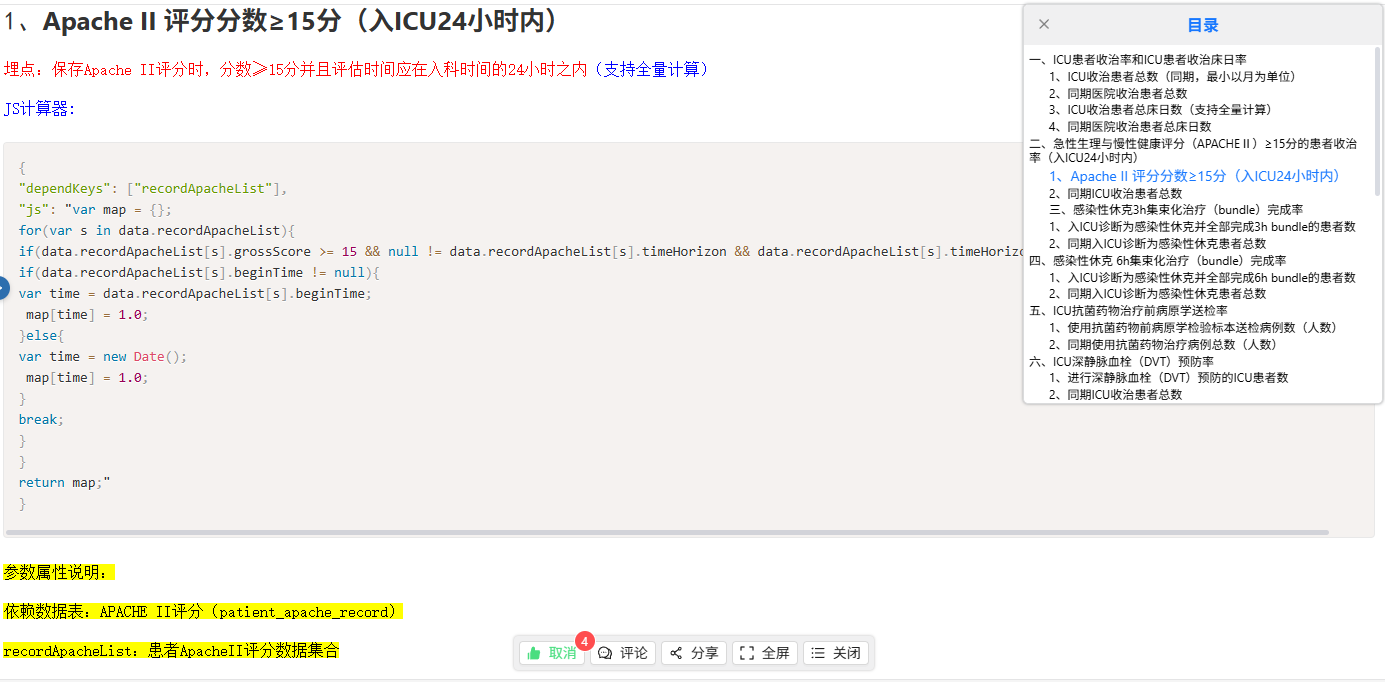 1、Apache II 评分分数≥15分（入ICU24小时内）
埋点：保存Apache II评分时，分数≥15分并且评估时间应在入科时间的24小时之内（支持全量计算）
JS计算器：
{
"dependKeys": ["recordApacheList"],
"js": "var map = {};
for(var s in data.recordApacheList){
if(data.recordApacheList[s].grossScore >= 15 && null != data.recordApacheList[s].timeHorizon && data.recordApacheList[s].timeHorizo
if(data.recordApacheList[s].beginTime != null){
var time = data.recordApacheList[s].beginTime;
map[time] = 1.0;
}else{
var time = new Date();
map[time] = 1.0;
}
break;
}
}
return map;"
}
参数属性说明：
依赖数据表：APACHE II评分（patient_apache_record）
recordApacheList：患者ApacheII评分数据集合
目录
一、ICU患者收治率和ICU患者收治床日率
1、ICU收治患者总数（同期，最小以月为单位）
2、同期医院收治患者总数
3、ICU收治患者总床日数（支持全量计算）
4、同期医院收治患者总床日数
二、急性生理与慢性健康评分（APACHEⅡ）≥15分的患者收治
率（入ICU24小时内）
1、Apache II 评分分数≥15分（入ICU24小时内）
2、同期ICU收治患者总数
三、感染性休克3h集束化治疗（bundle）完成率
1、入ICU诊断为感染性休克并全部完成3h bundle的患者数
2、同期入ICU诊断为感染性休克患者总数
四、感染性休克 6h集束化治疗（bundle）完成率
1、入ICU诊断为感染性休克并全部完成6h bundle的患者数
2、同期入ICU诊断为感染性休克患者总数
五、ICU抗菌药物治疗前病原学送检率
1、使用抗菌药物前病原学检验标本送检病例数（人数）
2、同期使用抗菌药物治疗病例总数（人数）
六、ICU深静脉血栓（DVT）预防率
1、进行深静脉血栓（DVT）预防的ICU患者数
2、同期ICU收治患者总数
取消 4 评论 分享 全屏 关闭